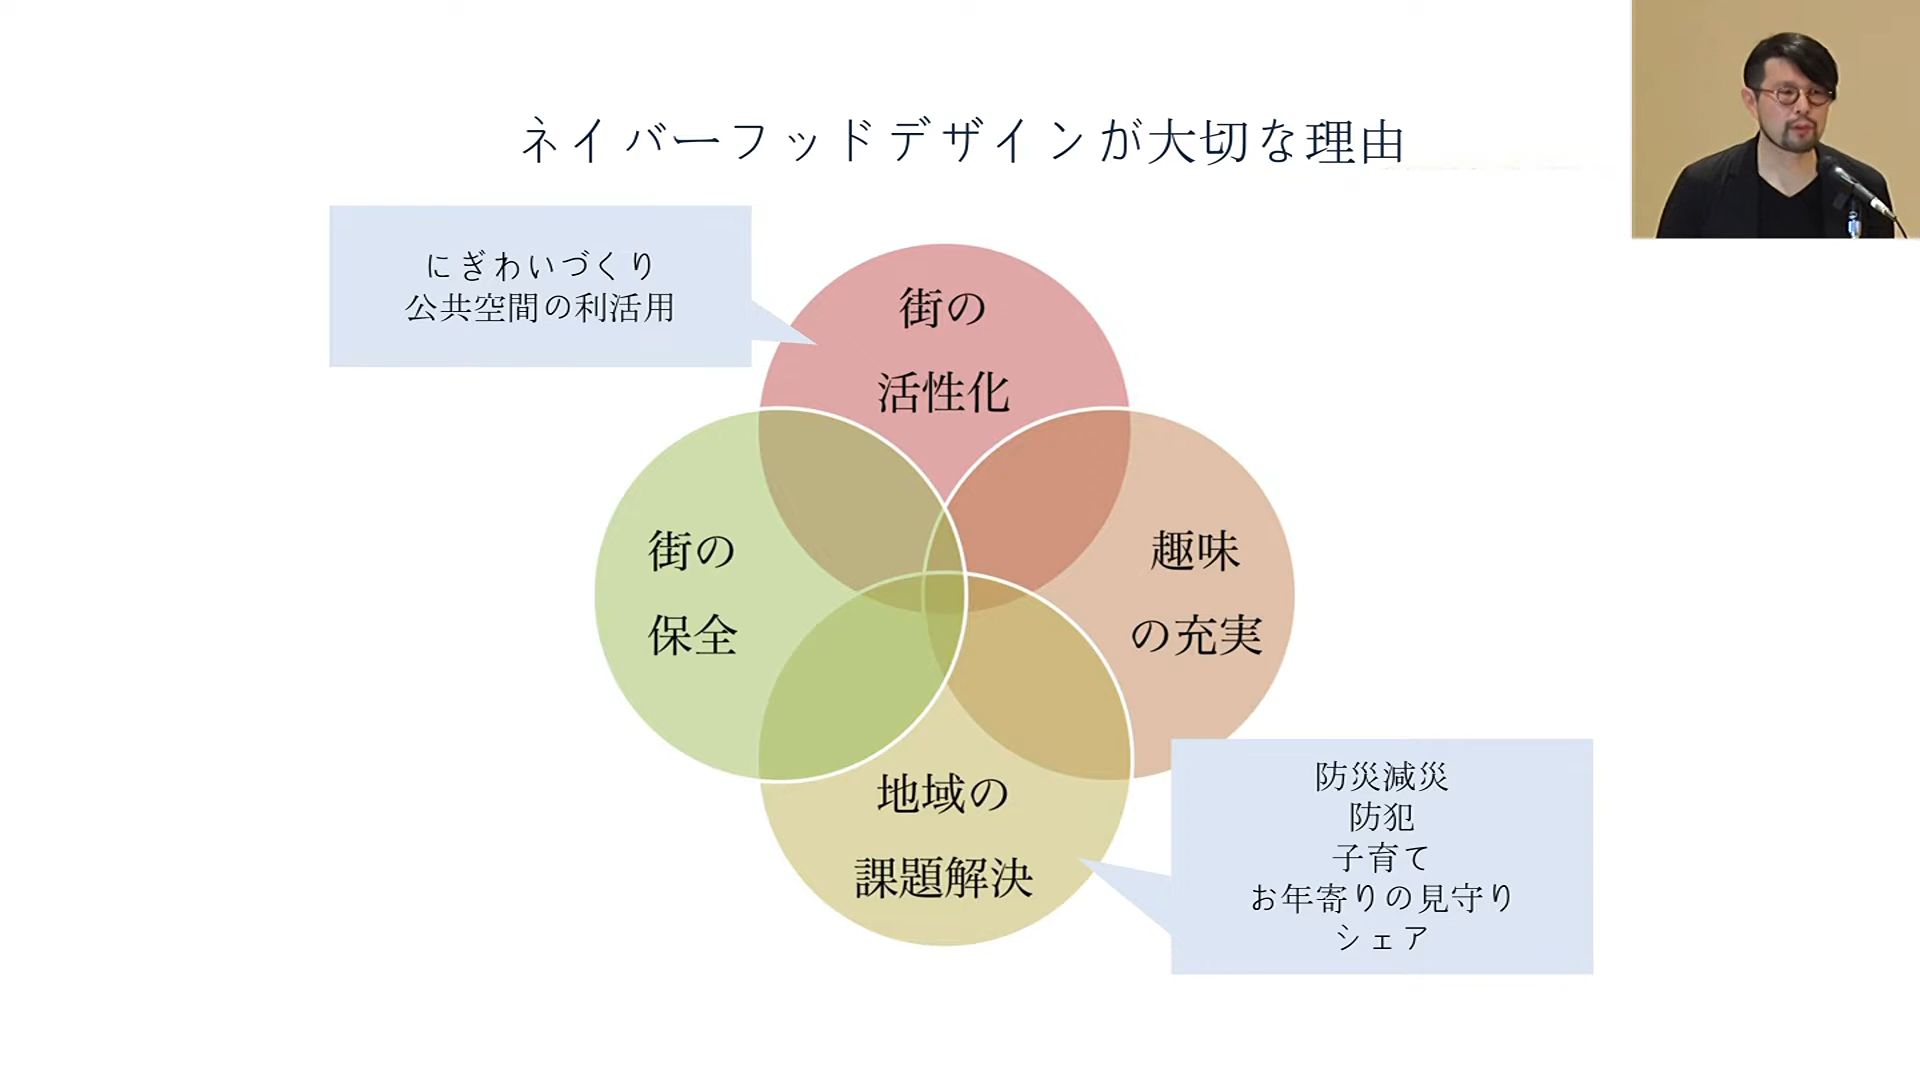 ネイバーフッドデザインが大切な理由
にぎわいづくり
公共空間の利活用
街の
活性化
街の
保全
趣味
の充実
地域の
課題解決
防災減災
防犯
子育て
お年寄りの見守り
シェア